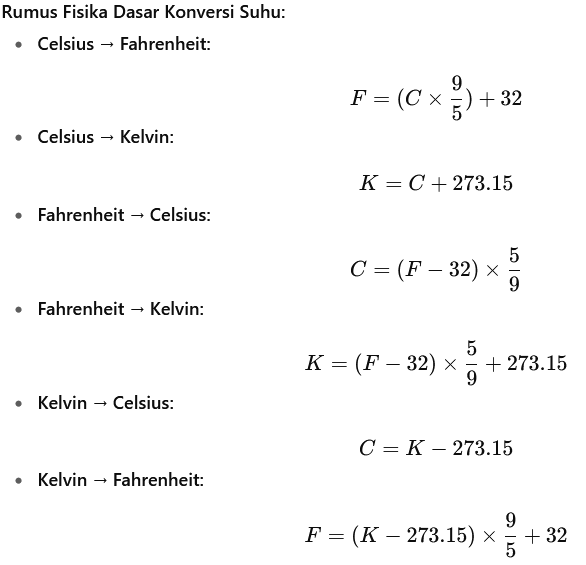 Rumus Fisika Dasar Konversi Suhu:
• Celsius → Fahrenheit:
F = (C × 9/5) + 32
• Celsius → Kelvin:
K = C + 273.15
• Fahrenheit → Celsius:
C = (F − 32) × 5/9
• Fahrenheit → Kelvin:
K = (F − 32) × 5/9 + 273.15
• Kelvin → Celsius:
C = K − 273.15
• Kelvin → Fahrenheit:
F = (K − 273.15) × 9/5 + 32